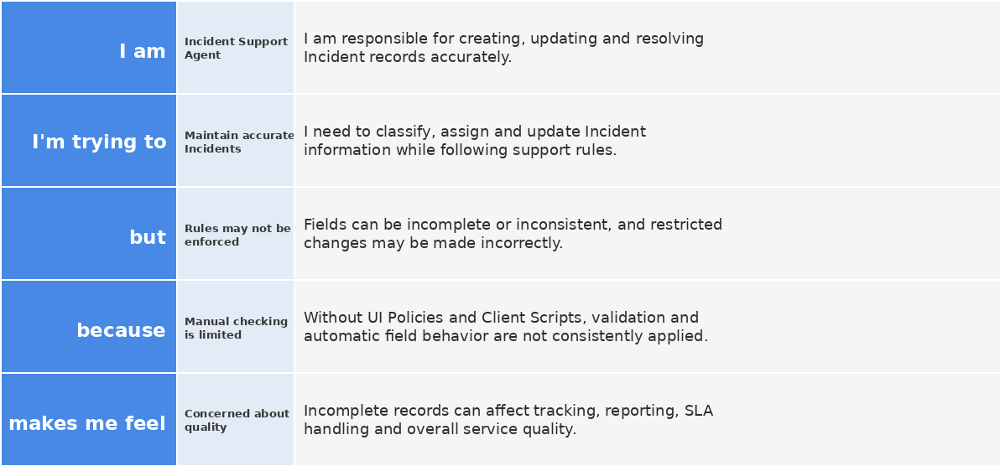 I am
Incident Support
Agent
I am responsible for creating, updating and resolving
Incident records accurately.
I'm trying to
Maintain accurate
Incidents
I need to classify, assign and update Incident
information while following support rules.
but
Rules may not be
enforced
Fields can be incomplete or inconsistent, and restricted
changes may be made incorrectly.
because
Manual checking
is limited
Without UI Policies and Client Scripts, validation and
automatic field behavior are not consistently applied.
makes me feel
Concerned about
quality
Incomplete records can affect tracking, reporting, SLA
handling and overall service quality.